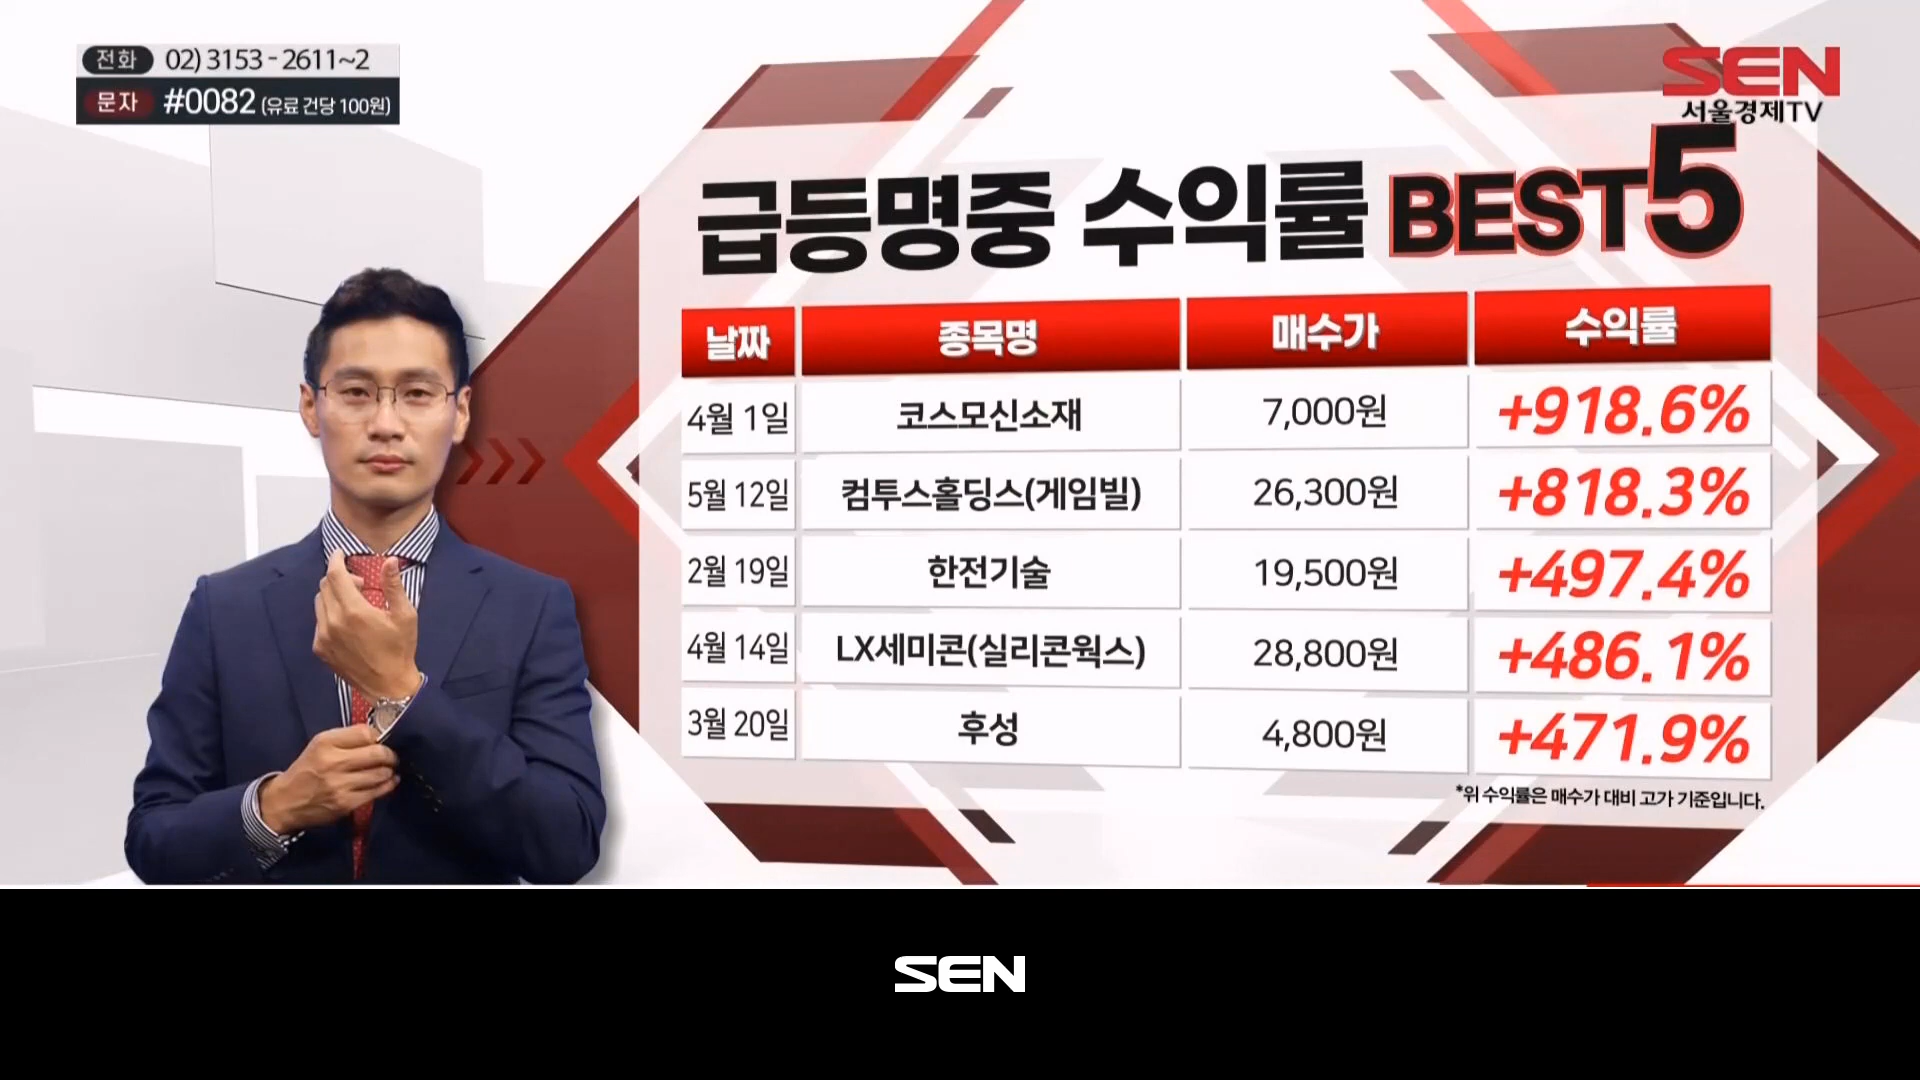 전화 02) 3153 - 2611~2
문자 #0082 (유료 건당 100원)
SEN
서울경제TV
급등명중 수익률 BEST 5
날짜 종목명 매수가 수익률
4월 1일 코스모신소재 7,000원 +918.6%
5월 12일 컴투스홀딩스(게임빌) 26,300원 +818.3%
2월 19일 한전기술 19,500원 +497.4%
4월 14일 LX세미콘(실리콘웍스) 28,800원 +486.1%
3월 20일 후성 4,800원 +471.9%
*위 수익률은 매수가 대비 고가 기준입니다.
SEN